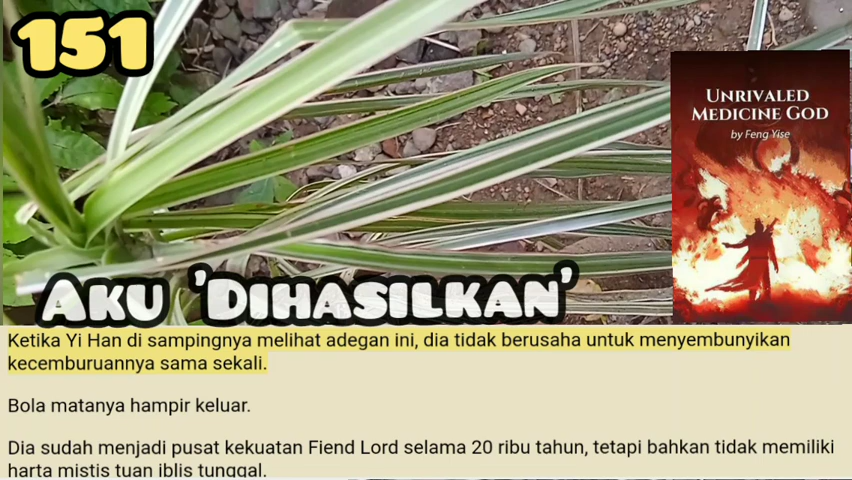 151
UNRIVALED
MEDICINE GOD
by Feng Yise
AKU 'DIHASILKAN'
Ketika Yi Han di sampingnya melihat adegan ini, dia tidak berusaha untuk menyembunyikan
kecemburuannya sama sekali.
Bola matanya hampir keluar.
Dia sudah menjadi pusat kekuatan Fiend Lord selama 20 ribu tahun, tetapi bahkan tidak memiliki
harta mistis tuan iblis tunggal.